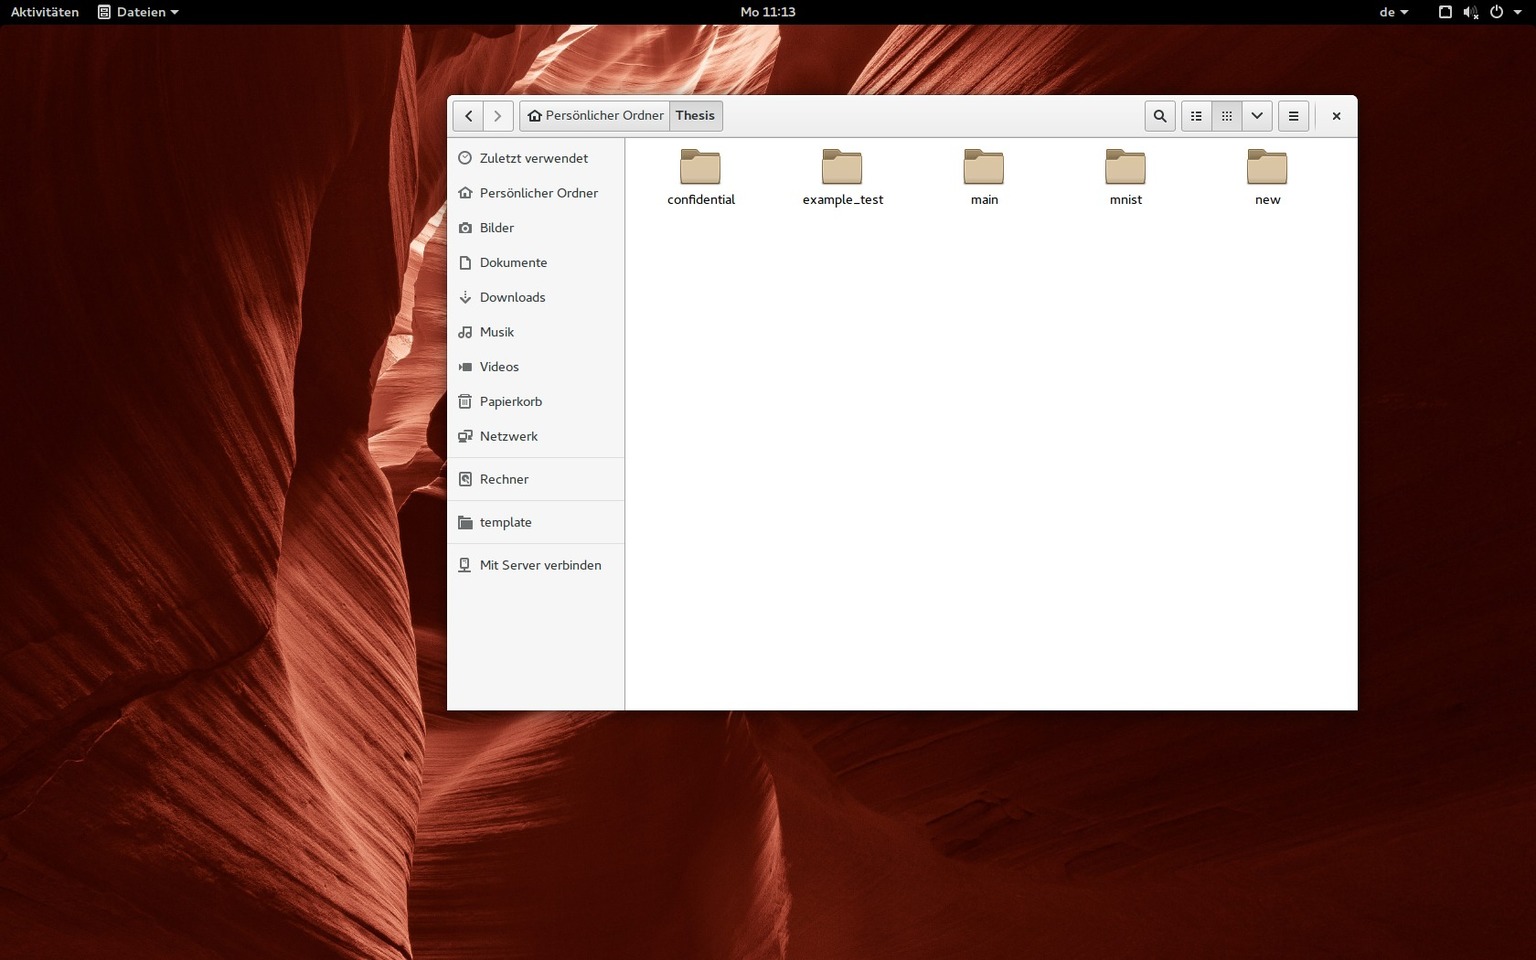 Aktivitäten Dateien Mo 11:13 de
Persönlicher Ordner Thesis
Zuletzt verwendet
Persönlicher Ordner
Bilder
Dokumente
Downloads
Musik
Videos
Papierkorb
Netzwerk
Rechner
template
Mit Server verbinden
confidential example_test main mnist new